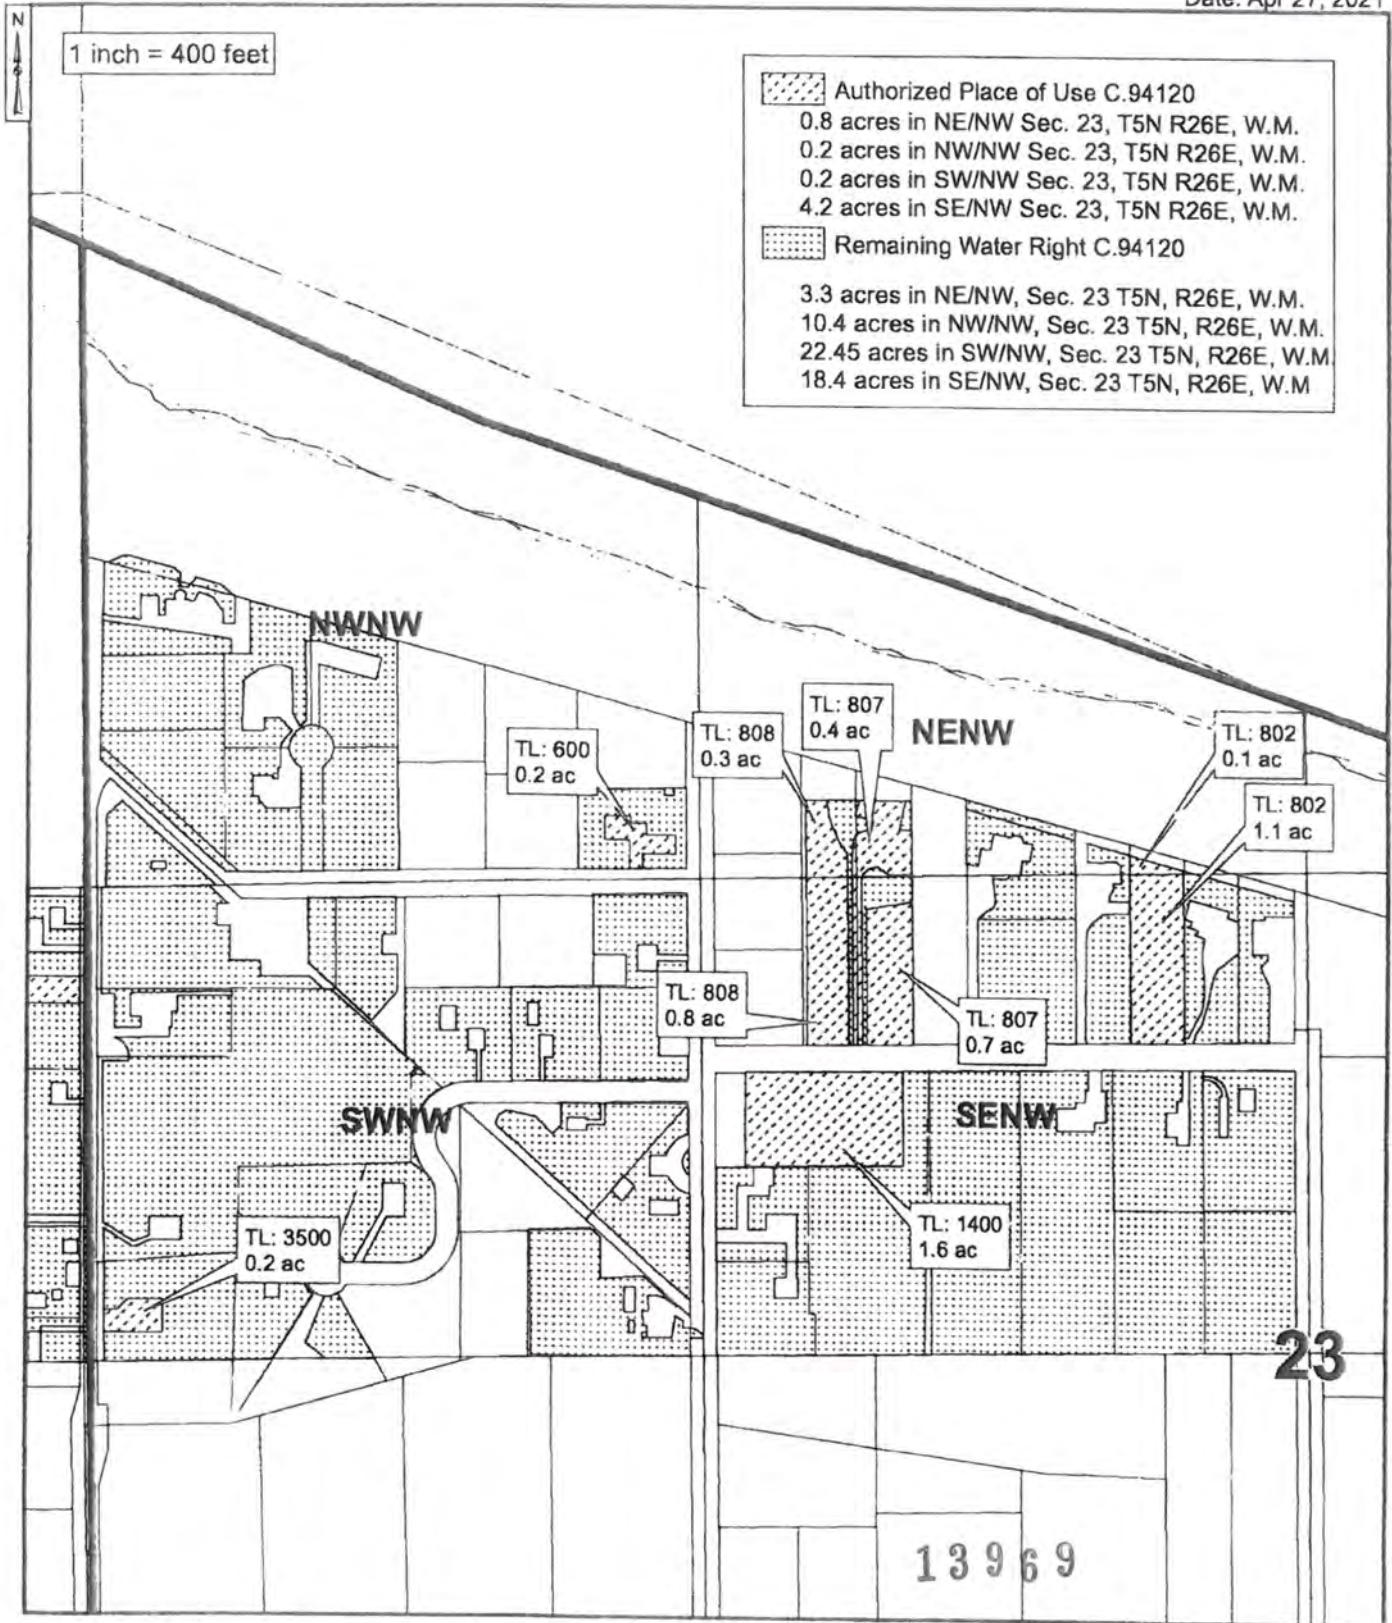 Date: Apr 27, 2021
N
1 inch = 400 feet
Authorized Place of Use C.94120
0.8 acres in NE/NW Sec. 23, T5N R26E, W.M.
0.2 acres in NW/NW Sec. 23, T5N R26E, W.M.
0.2 acres in SW/NW Sec. 23, T5N R26E, W.M.
4.2 acres in SE/NW Sec. 23, T5N R26E, W.M.
Remaining Water Right C.94120
3.3 acres in NE/NW, Sec. 23 T5N, R26E, W.M.
10.4 acres in NW/NW, Sec. 23 T5N, R26E, W.M.
22.45 acres in SW/NW, Sec. 23 T5N, R26E, W.M
18.4 acres in SE/NW, Sec. 23 T5N, R26E, W.M
NWNW
TL: 600
0.2 ac
TL: 808
0.3 ac
TL: 807
0.4 ac
NENW
TL: 802
0.1 ac
TL: 802
1.1 ac
TL: 808
0.8 ac
TL: 807
0.7 ac
SWNW
SENW
TL: 3500
0.2 ac
TL: 1400
1.6 ac
23
13969